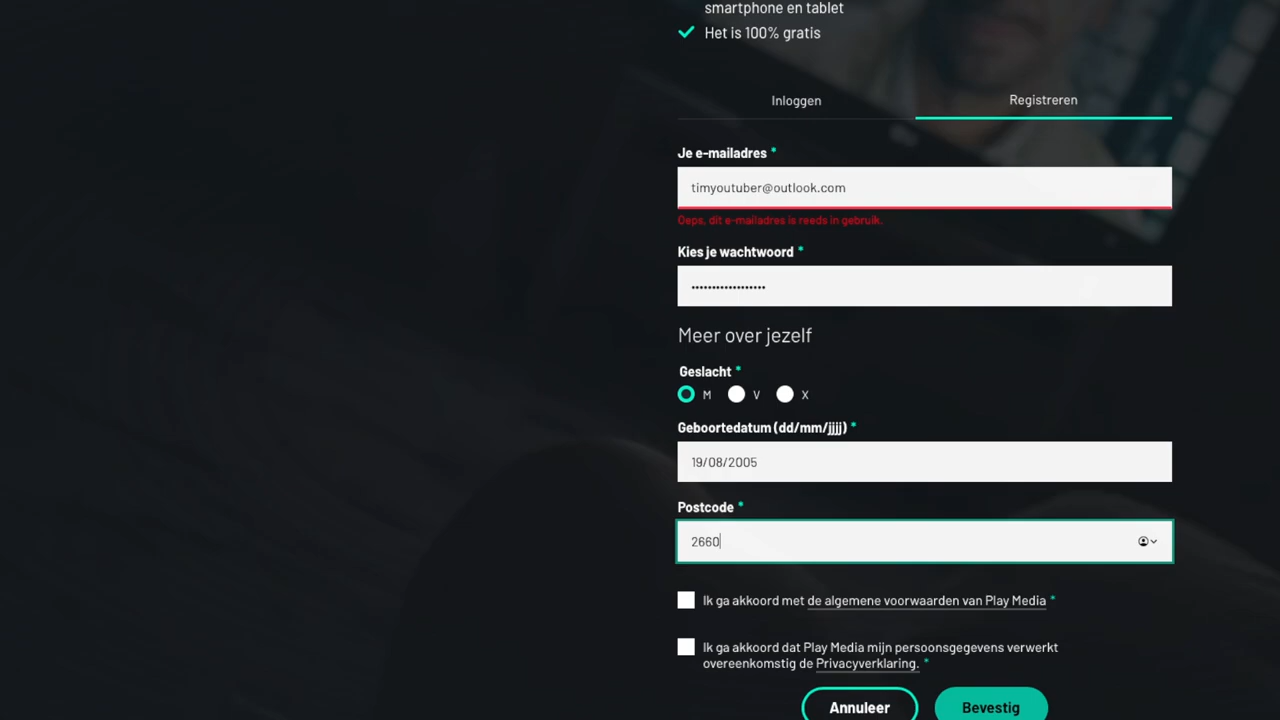 smartphone en tablet
Het is 100% gratis
Inloggen
Registreren
Je e-mailadres *
timyoutuber@outlook.com
Oeps, dit e-mailadres is reeds in gebruik.
Kies je wachtwoord *
••••••••••••••••••
Meer over jezelf
Geslacht *
M V X
Geboortedatum (dd/mm/jjjj) *
19/08/2005
Postcode *
2660
Ik ga akkoord met de algemene voorwaarden van Play Media *
Ik ga akkoord dat Play Media mijn persoonsgegevens verwerkt
overeenkomstig de Privacyverklaring. *
Annuleer
Bevestig